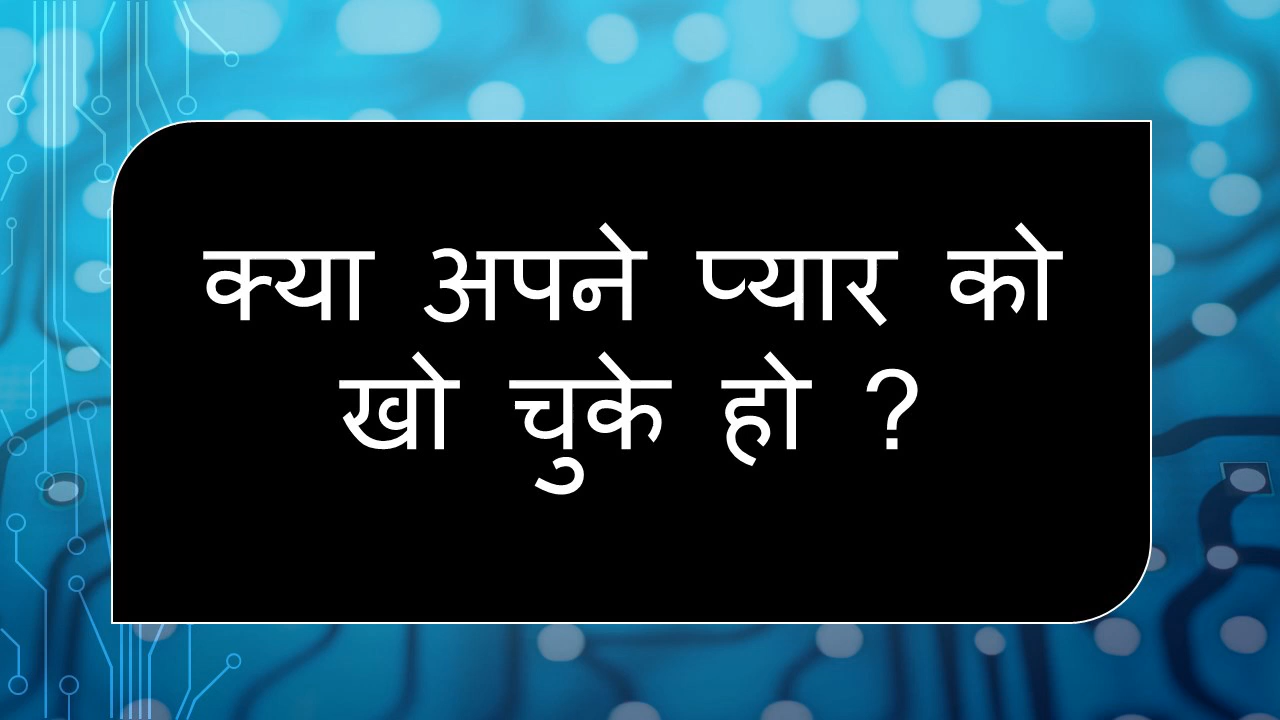 क्या अपने प्यार को
खो चुके हो ?